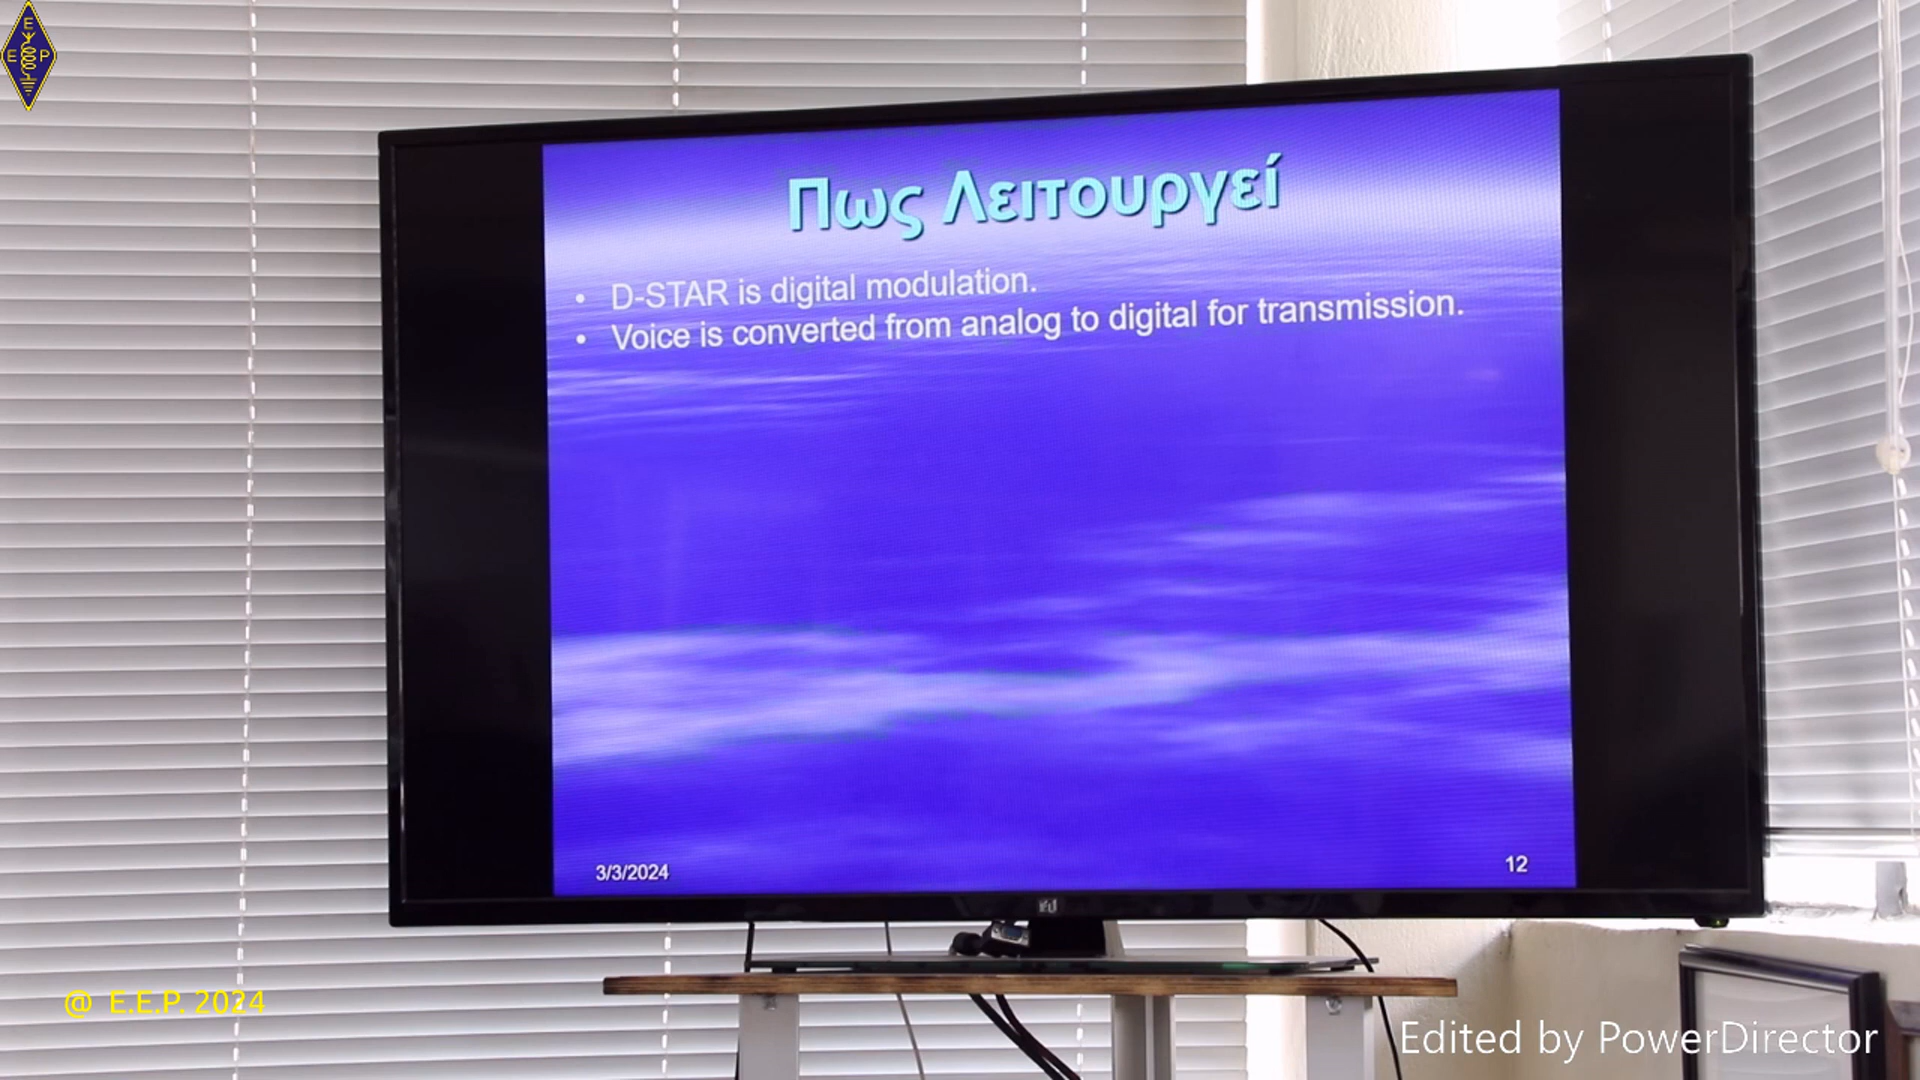 E
E P
Πως Λειτουργεί
• D-STAR is digital modulation.
• Voice is converted from analog to digital for transmission.
3/3/2024
12
@ E.E.P. 2024
Edited by PowerDirector